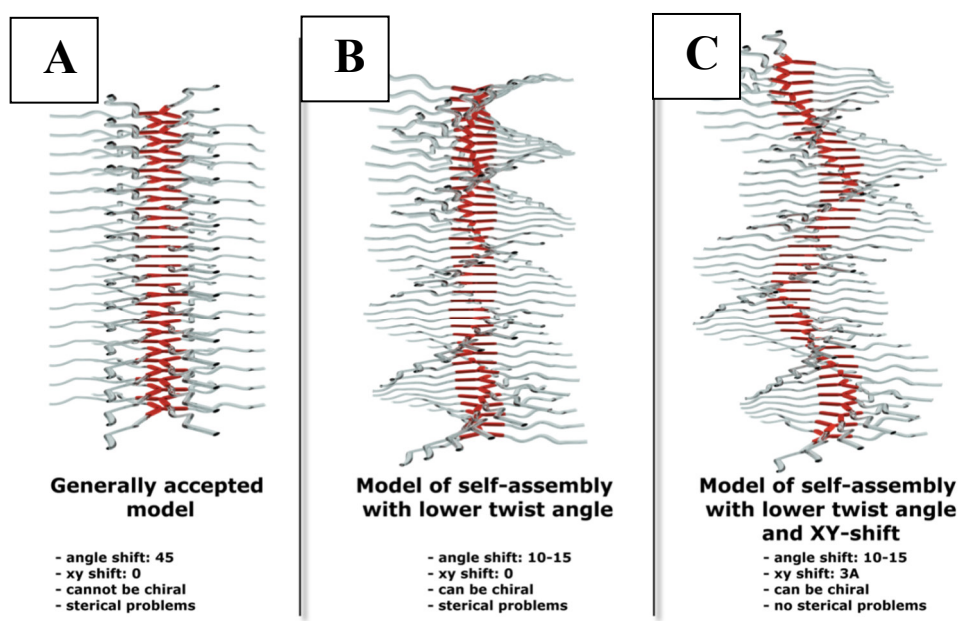 A
B
C
Generally accepted
model
- angle shift: 45
- xy shift: 0
- cannot be chiral
- sterical problems
Model of self-assembly
with lower twist angle
- angle shift: 10-15
- xy shift: 0
- can be chiral
- sterical problems
Model of self-assembly
with lower twist angle
and XY-shift
- angle shift: 10-15
- xy shift: 3A
- can be chiral
- no sterical problems